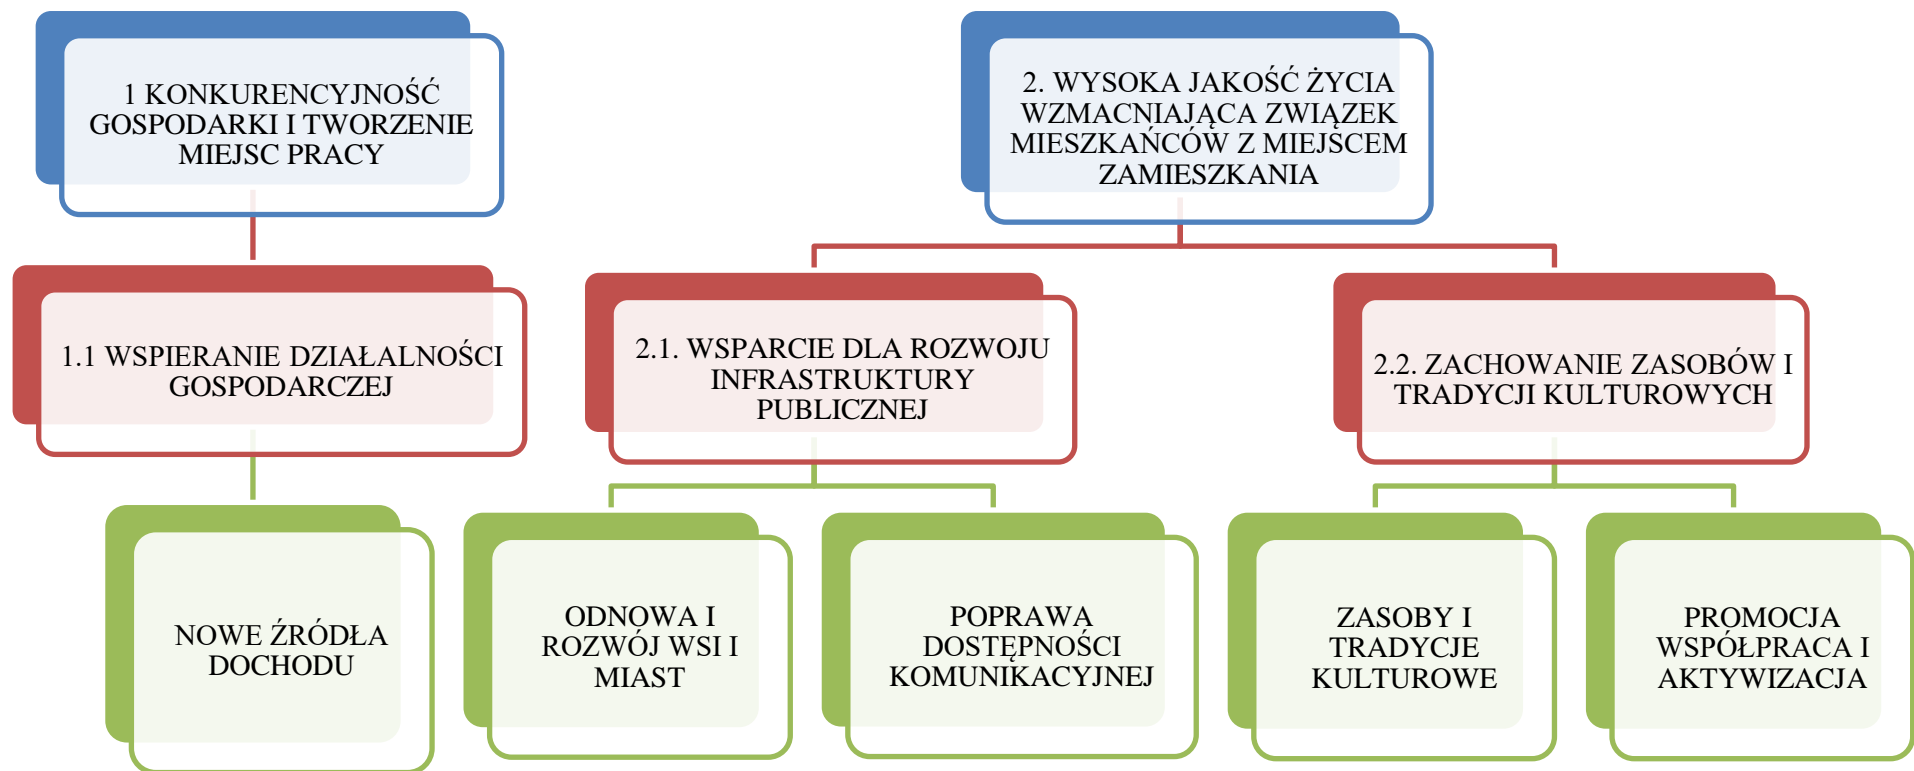 1 KONKURENCYJNOŚĆ
GOSPODARKI I TWORZENIE
MIEJSC PRACY
2. WYSOKA JAKOŚĆ ŻYCIA
WZMACNIAJĄCA ZWIĄZEK
MIESZKAŃCÓW Z MIEJSCEM
ZAMIESZKANIA
1.1 WSPIERANIE DZIAŁALNOŚCI
GOSPODARCZEJ
2.1. WSPARCIE DLA ROZWOJU
INFRASTRUKTURY
PUBLICZNEJ
2.2. ZACHOWANIE ZASOBÓW I
TRADYCJI KULTUROWYCH
NOWE ŹRÓDŁA
DOCHODU
ODNOWA I
ROZWÓJ WSI I
MIAST
POPRAWA
DOSTĘPNOŚCI
KOMUNIKACYJNEJ
ZASOBY I
TRADYCJE
KULTUROWE
PROMOCJA
WSPÓŁPRACA I
AKTYWIZACJA